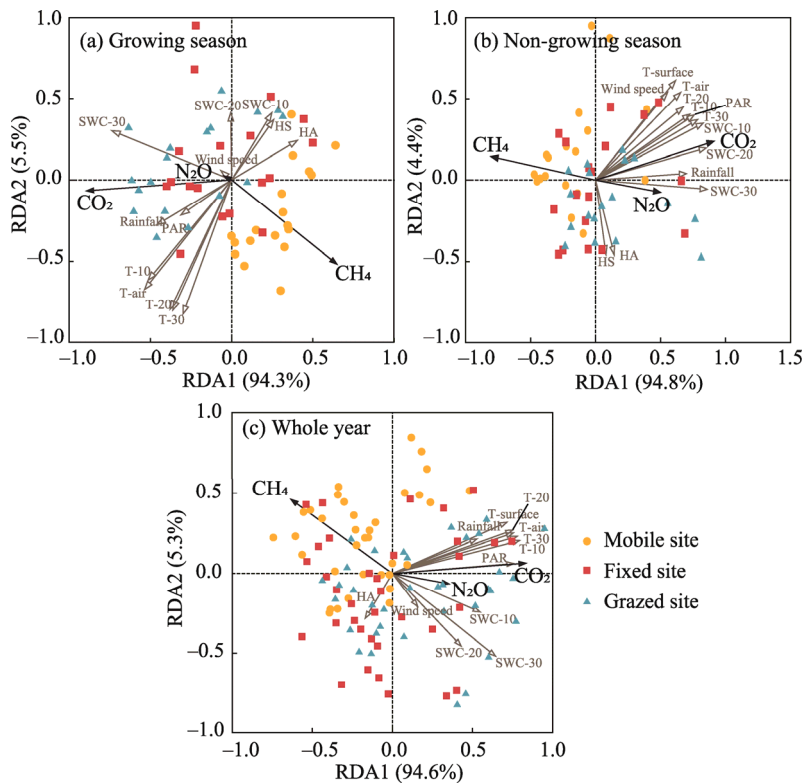 (a) Growing season
1.0
0.5
0.0
−0.5
−1.0
RDA2 (5.5%)
SWC-30
SWC-20
SWC-10
HS
HA
Wind speed
N₂O
CO₂
Rainfall
PAR
T-10
T-air
T-20
T-30
CH₄
−1.0 −0.5 0.0 0.5 1.0
RDA1 (94.3%)
(b) Non-growing season
1.0
0.5
0.0
−0.5
−1.0
RDA2 (4.4%)
T-surface
Wind speed
T-air
T-20
T-10
PAR
T-30
SWC-10
CO₂
SWC-20
CH₄
Rainfall
SWC-30
N₂O
HS
HA
−1.0 −0.5 0.0 0.5 1.0 1.5
RDA1 (94.8%)
(c) Whole year
1.0
0.5
0.0
−0.5
−1.0
RDA2 (5.3%)
CH₄
T-20
T-surface
Rainfall
T-air
T-30
T-10
PAR
CO₂
N₂O
HA
Wind speed
SWC-10
SWC-20
SWC-30
−1.0 −0.5 0.0 0.5 1.0
RDA1 (94.6%)
Mobile site
Fixed site
Grazed site